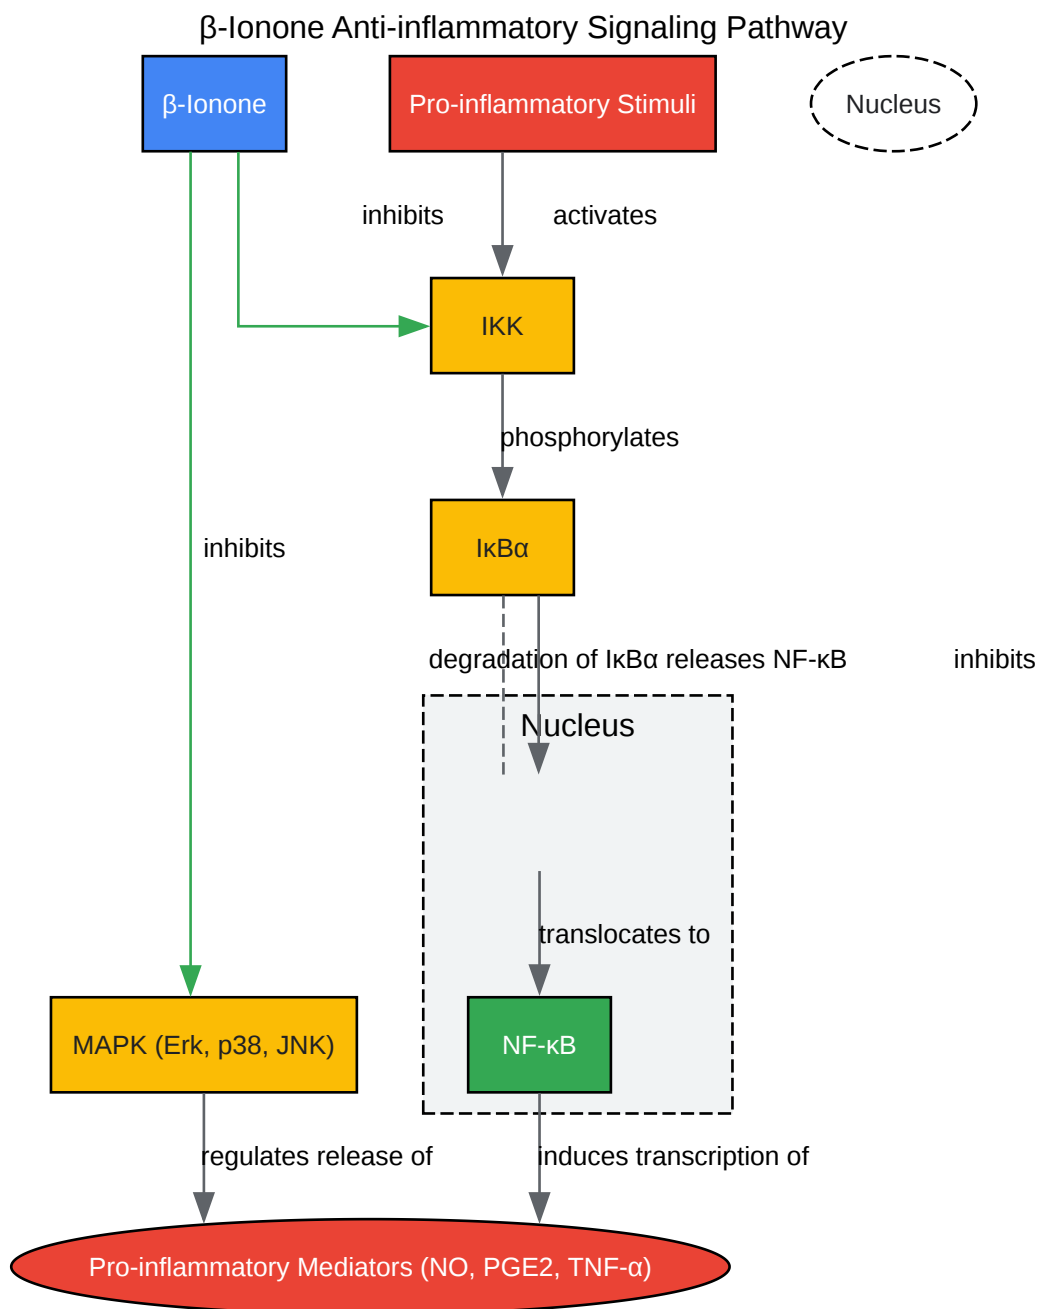 β-Ionone Anti-inflammatory Signaling Pathway
β-Ionone
Pro-inflammatory Stimuli
Nucleus
inhibits
activates
IKK
phosphorylates
IκBα
inhibits
degradation of IκBα releases NF-κB
inhibits
Nucleus
translocates to
MAPK (Erk, p38, JNK)
NF-κB
regulates release of
induces transcription of
Pro-inflammatory Mediators (NO, PGE2, TNF-α)